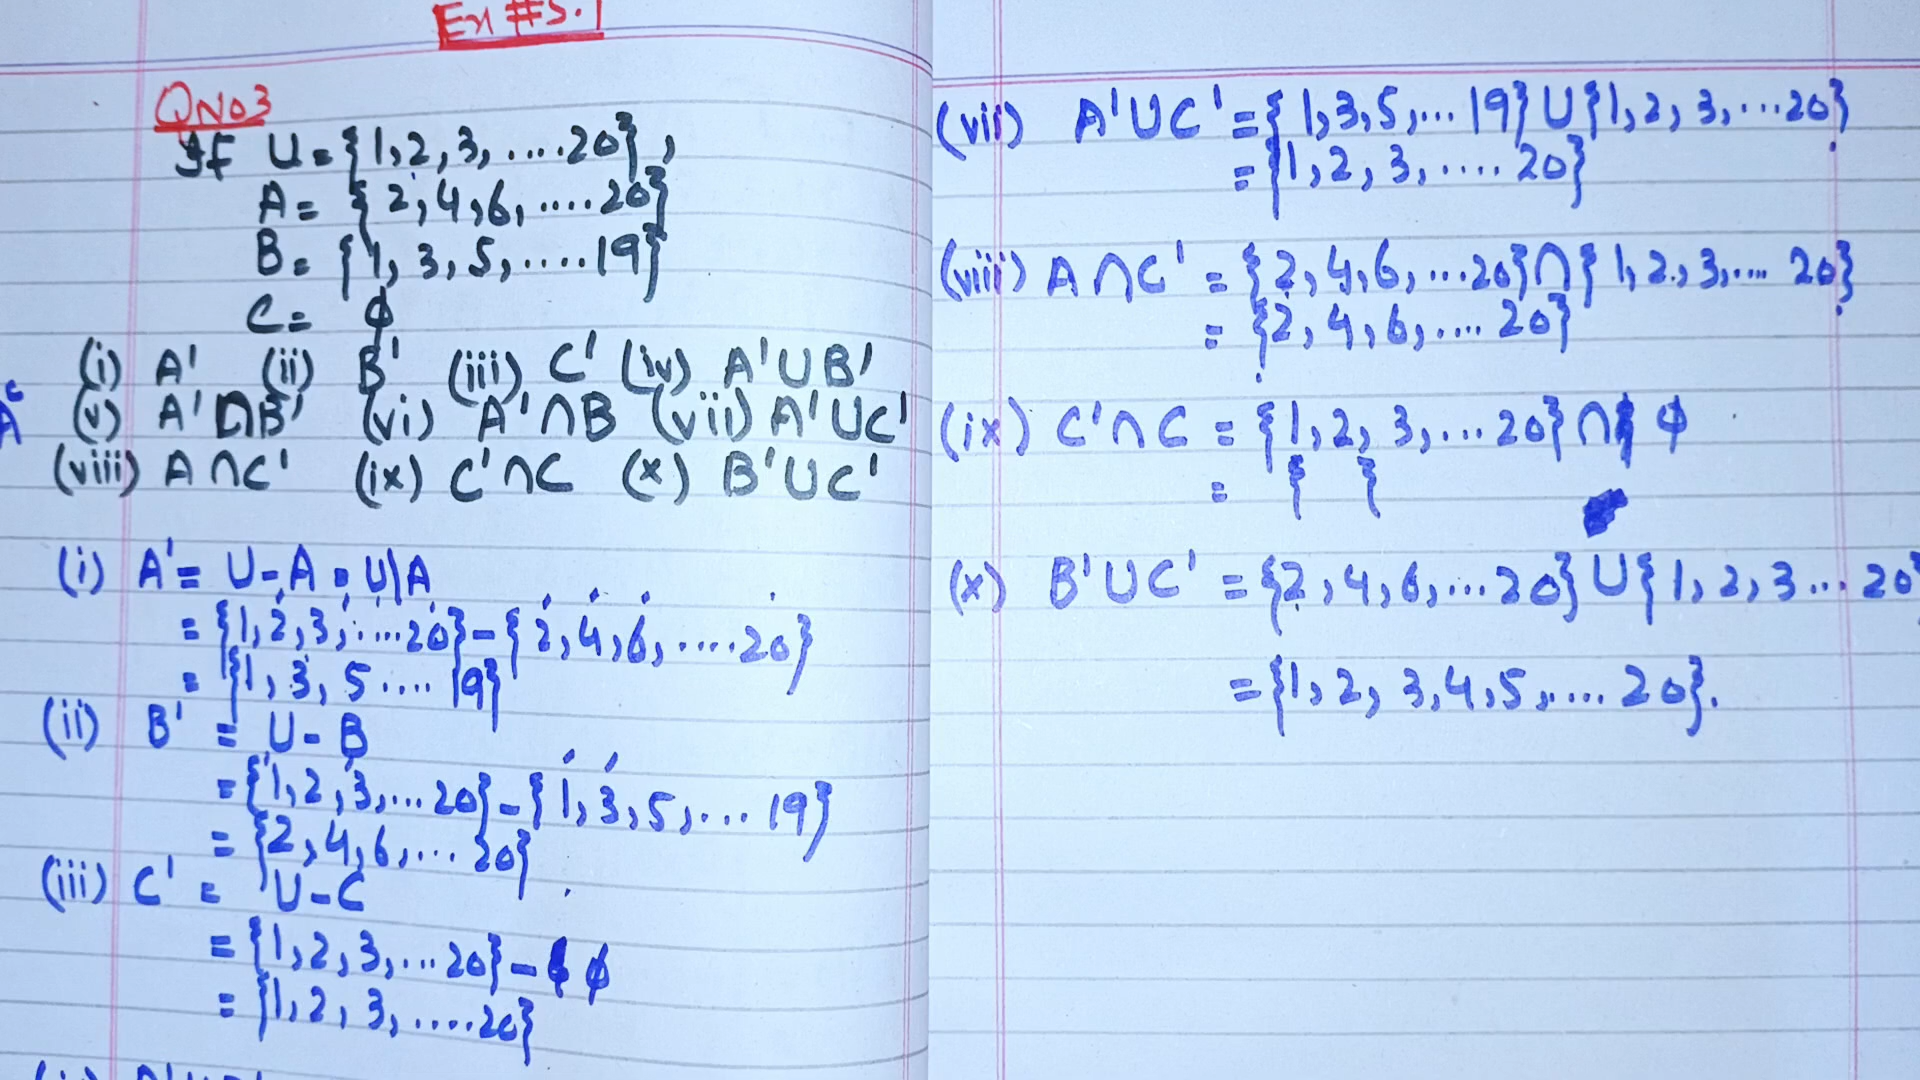 Ex #5.1
QNo3
If U = {1,2,3,....20},
A = {2,4,6,....20}
B = {1,3,5,....19}
C = ϕ
(i) A' (ii) B' (iii) C' (iv) A'∪B'
(v) A'∩B' (vi) A'∩B (vii) A'∪C'
(viii) A∩C' (ix) C'∩C (x) B'∪C'
Aᶜ
(i) A' = U-A = U\A
= {1,2,3,....20} - {2,4,6,....20}
= {1,3,5....19}
(ii) B' = U-B
= {1,2,3,...20} - {1,3,5,...19}
= {2,4,6,...20}
(iii) C' = U-C
= {1,2,3,...20} - ϕ
= {1,2,3,....20}
(vii) A'∪C' = {1,3,5,...19} ∪ {1,2,3,...20}
= {1,2,3,....20}
(viii) A∩C' = {2,4,6,...20} ∩ {1,2,3,....20}
= {2,4,6,....20}
(ix) C'∩C = {1,2,3,...20} ∩ ϕ
= { }
(x) B'∪C' = {2,4,6,...20} ∪ {1,2,3...20}
= {1,2,3,4,5,....20}.